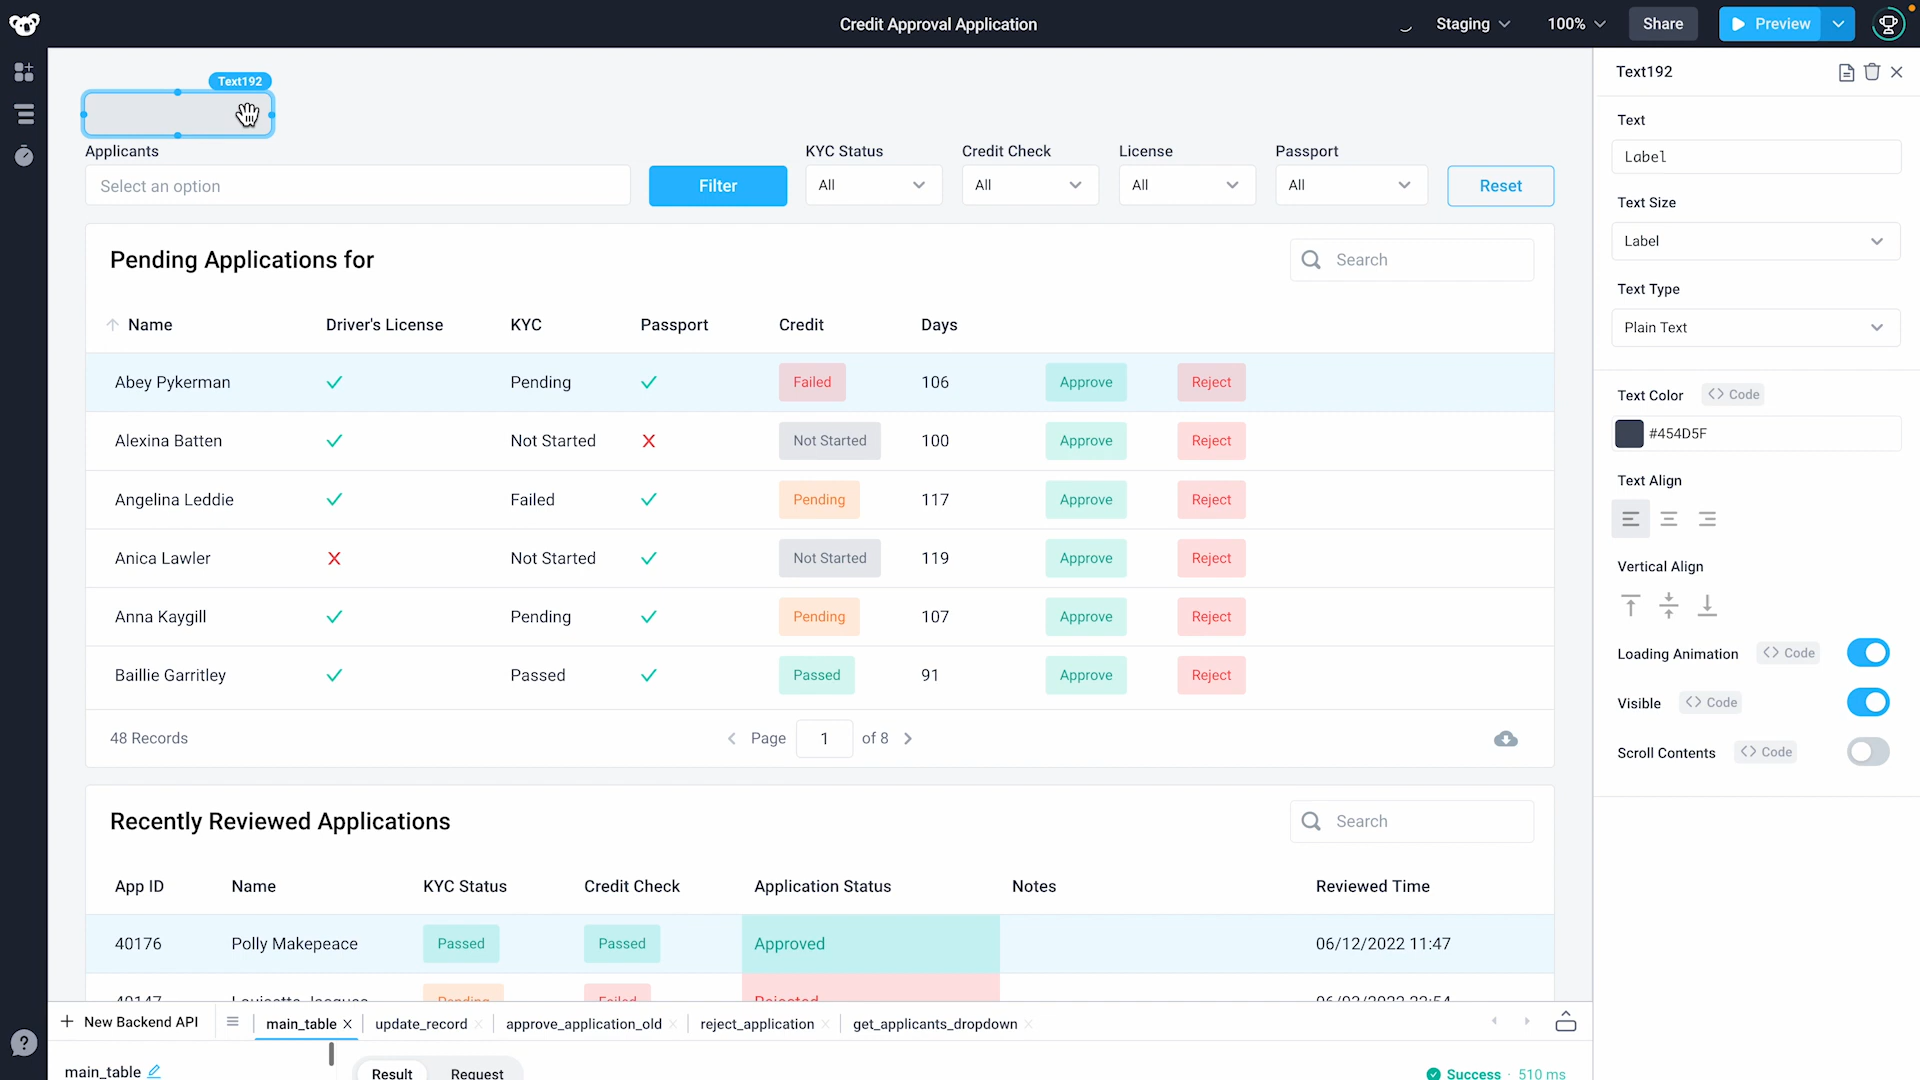 Credit Approval Application
Staging
100%
Share
Preview
Text192
Applicants
Select an option
Filter
KYC Status
All
Credit Check
All
License
All
Passport
All
Reset
Pending Applications for
Search
Name Driver's License KYC Passport Credit Days
Abey Pykerman Pending Failed 106 Approve Reject
Alexina Batten Not Started Not Started 100 Approve Reject
Angelina Leddie Failed Pending 117 Approve Reject
Anica Lawler Not Started Not Started 119 Approve Reject
Anna Kaygill Pending Pending 107 Approve Reject
Baillie Garritley Passed Passed 91 Approve Reject
48 Records
Page 1 of 8
Recently Reviewed Applications
Search
App ID Name KYC Status Credit Check Application Status Notes Reviewed Time
40176 Polly Makepeace Passed Passed Approved 06/12/2022 11:47
40147 Louisette Jacques Pending Failed Rejected
New Backend API
main_table
update_record
approve_application_old
reject_application
get_applicants_dropdown
main_table
Result
Request
Success · 510 ms
Text192
Text
Label
Text Size
Label
Text Type
Plain Text
Text Color
<> Code
#454D5F
Text Align
Vertical Align
Loading Animation
<> Code
Visible
<> Code
Scroll Contents
<> Code